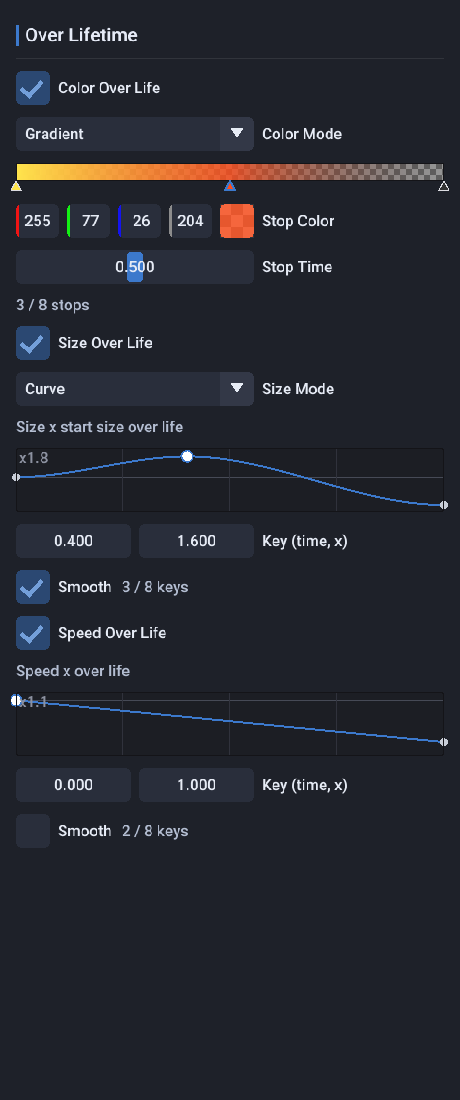 Over Lifetime
Color Over Life
Gradient Color Mode
255 77 26 204 Stop Color
0.500 Stop Time
3 / 8 stops
Size Over Life
Curve Size Mode
Size x start size over life
x1.8
0.400 1.600 Key (time, x)
Smooth 3 / 8 keys
Speed Over Life
Speed x over life
x1.1
0.000 1.000 Key (time, x)
Smooth 2 / 8 keys